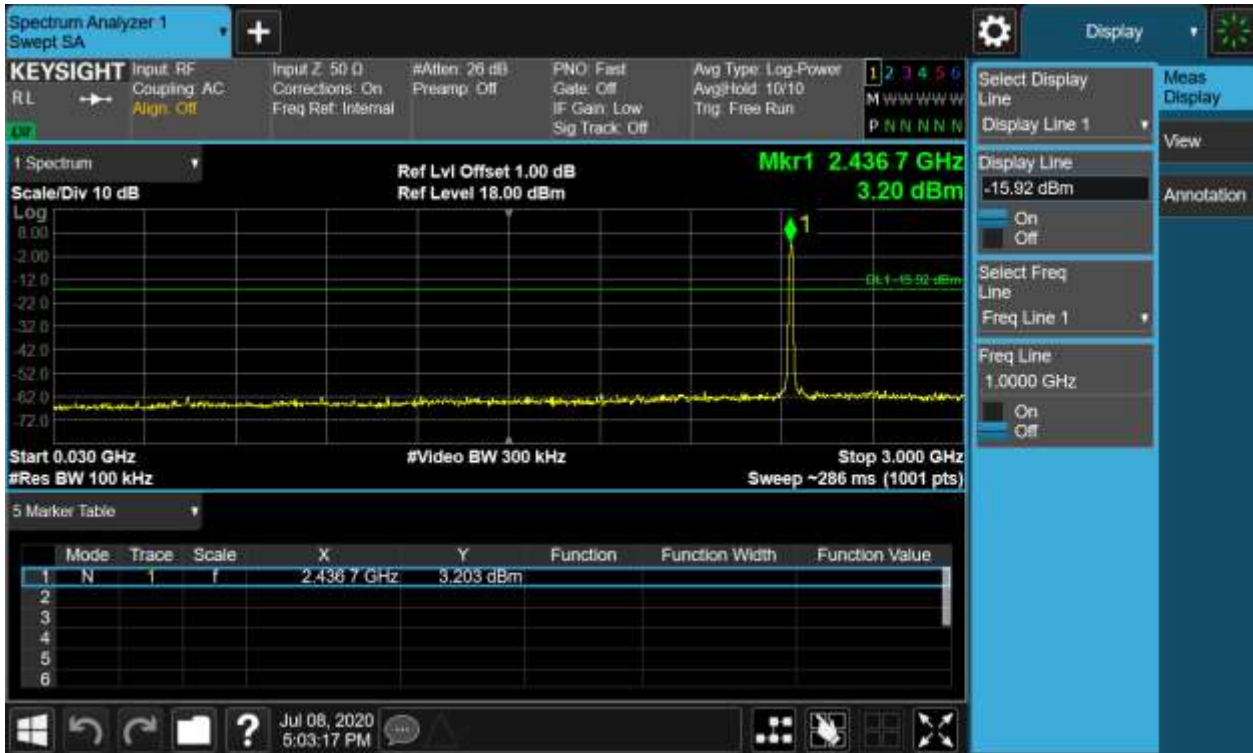 Spectrum Analyzer 1
Swept SA
+
Display
KEYSIGHT
RL
Input: RF
Coupling: AC
Align: Off
Input Z: 50 Ω
Corrections: On
Freq Ref: Internal
#Atten: 26 dB
Preamp: Off
PNO: Fast
Gate: Off
IF Gain: Low
Sig Track: Off
Avg Type: Log-Power
Avg|Hold: 10/10
Trig: Free Run
1 2 3 4 5 6
M W W W W W
P N N N N N
Select Display
Line
Display Line 1
Meas
Display
View
Annotation
1 Spectrum
Ref Lvl Offset 1.00 dB
Mkr1 2.436 7 GHz
Scale/Div 10 dB
Ref Level 18.00 dBm
3.20 dBm
Display Line
-15.92 dBm
On
Off
Log
8.00
-2.00
-12.0
-22.0
-32.0
-42.0
-52.0
-62.0
-72.0
1
DL1 -15.92 dBm
Select Freq
Line
Freq Line 1
Freq Line
1.0000 GHz
On
Off
Start 0.030 GHz
#Video BW 300 kHz
Stop 3.000 GHz
#Res BW 100 kHz
Sweep ~286 ms (1001 pts)
5 Marker Table
Mode Trace Scale X Y Function Function Width Function Value
1 N 1 f 2.436 7 GHz 3.203 dBm
2
3
4
5
6
?
Jul 08, 2020
5:03:17 PM